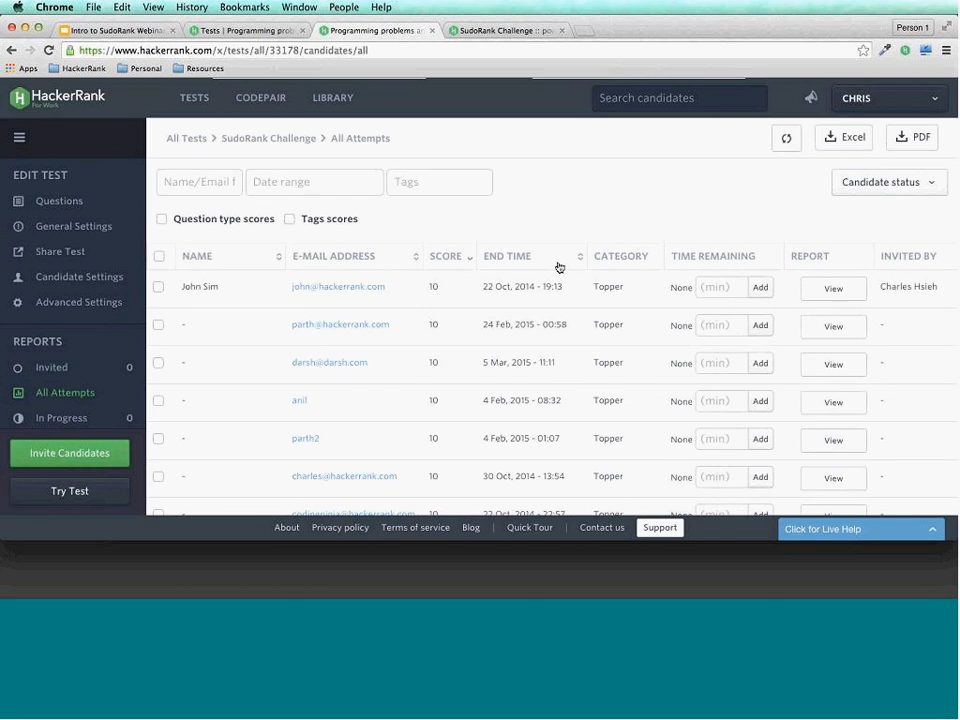 Chrome File Edit View History Bookmarks Window People Help
Intro to SudoRank Webina × Tests | Programming prob × Programming problems a × SudoRank Challenge :: po × Person 1
https://www.hackerrank.com/x/tests/all/33178/candidates/all
Apps HackerRank Personal Resources
HackerRank TESTS CODEPAIR LIBRARY Search candidates CHRIS
For Work
All Tests > SudoRank Challenge > All Attempts Excel PDF
EDIT TEST Name/Email f Date range Tags Candidate status
Questions
General Settings Question type scores Tags scores
Share Test NAME E-MAIL ADDRESS SCORE END TIME CATEGORY TIME REMAINING REPORT INVITED BY
Candidate Settings John Sim john@hackerrank.com 10 22 Oct, 2014 - 19:13 Topper None (min) Add View Charles Hsieh
Advanced Settings
- parth@hackerrank.com 10 24 Feb, 2015 - 00:58 Topper None (min) Add View -
REPORTS
Invited 0 - darsh@darsh.com 10 5 Mar, 2015 - 11:11 Topper None (min) Add View -
All Attempts - anil 10 4 Feb, 2015 - 08:32 Topper None (min) Add View -
In Progress 0
Invite Candidates - parth2 10 4 Feb, 2015 - 01:07 Topper None (min) Add View -
Try Test - charles@hackerrank.com 10 30 Oct, 2014 - 13:54 Topper None (min) Add View -
codingninja@hackerrank.com 10 22 Oct, 2014 - 22:57 Topper None (min) Add
About Privacy policy Terms of service Blog | Quick Tour | Contact us Support Click for Live Help